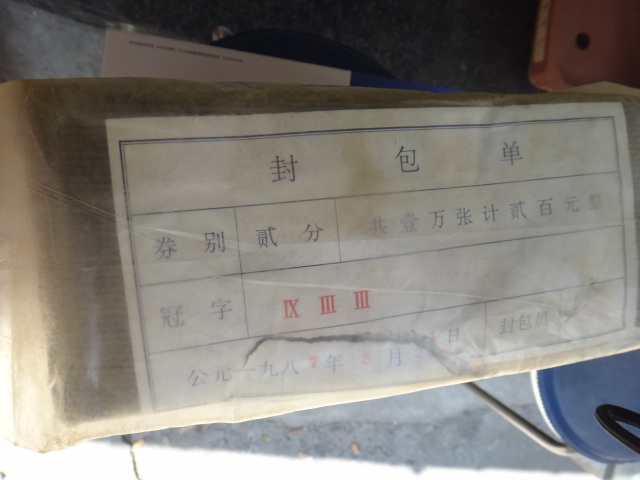 封包单
券别 贰分 共壹万张计贰百元整
冠字 IX III III
封包员
公元一九八7年 月 日